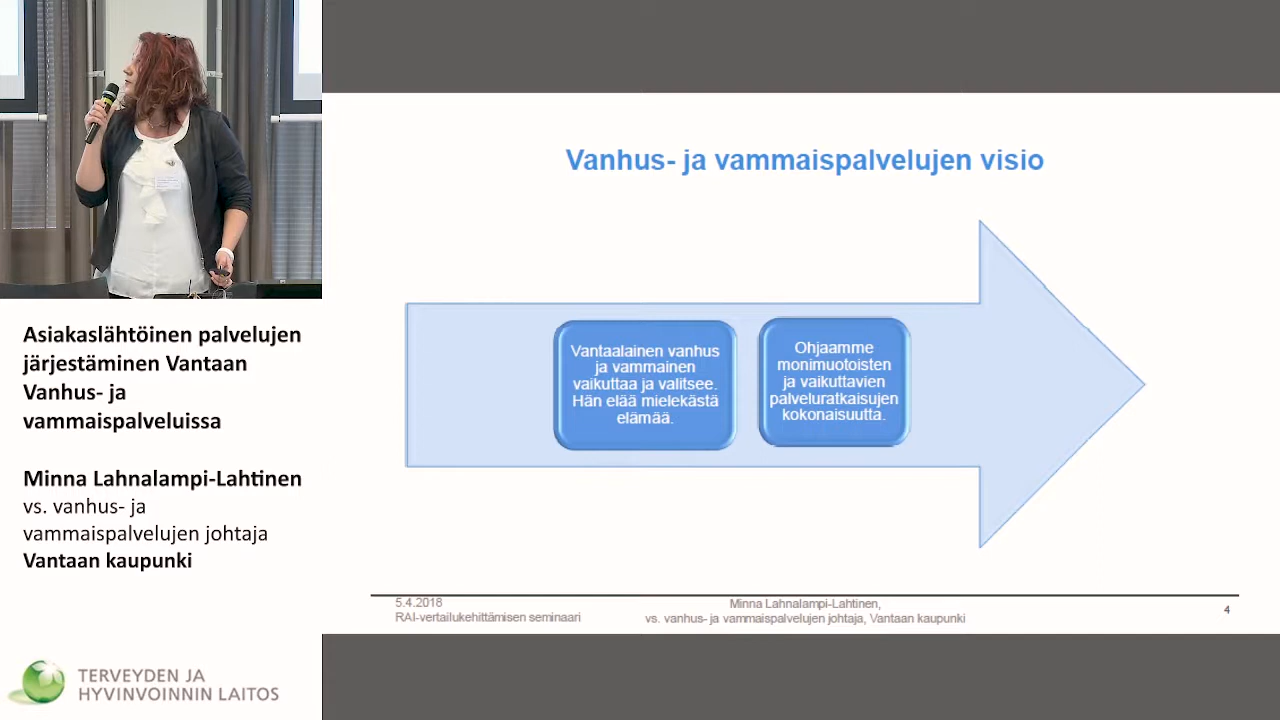 Asiakaslähtöinen palvelujen
järjestäminen Vantaan
Vanhus- ja
vammaispalveluissa
Minna Lahnalampi-Lahtinen
vs. vanhus- ja
vammaispalvelujen johtaja
Vantaan kaupunki
TERVEYDEN JA
HYVINVOINNIN LAITOS
Vanhus- ja vammaispalvelujen visio
Vantaalainen vanhus
ja vammainen
vaikuttaa ja valitsee.
Hän elää mielekästä
elämää.
Ohjaamme
monimuotoisten
ja vaikuttavien
palveluratkaisujen
kokonaisuutta.
5.4.2018
RAI-vertailukehittämisen seminaari
Minna Lahnalampi-Lahtinen,
vs. vanhus- ja vammaispalvelujen johtaja, Vantaan kaupunki
4